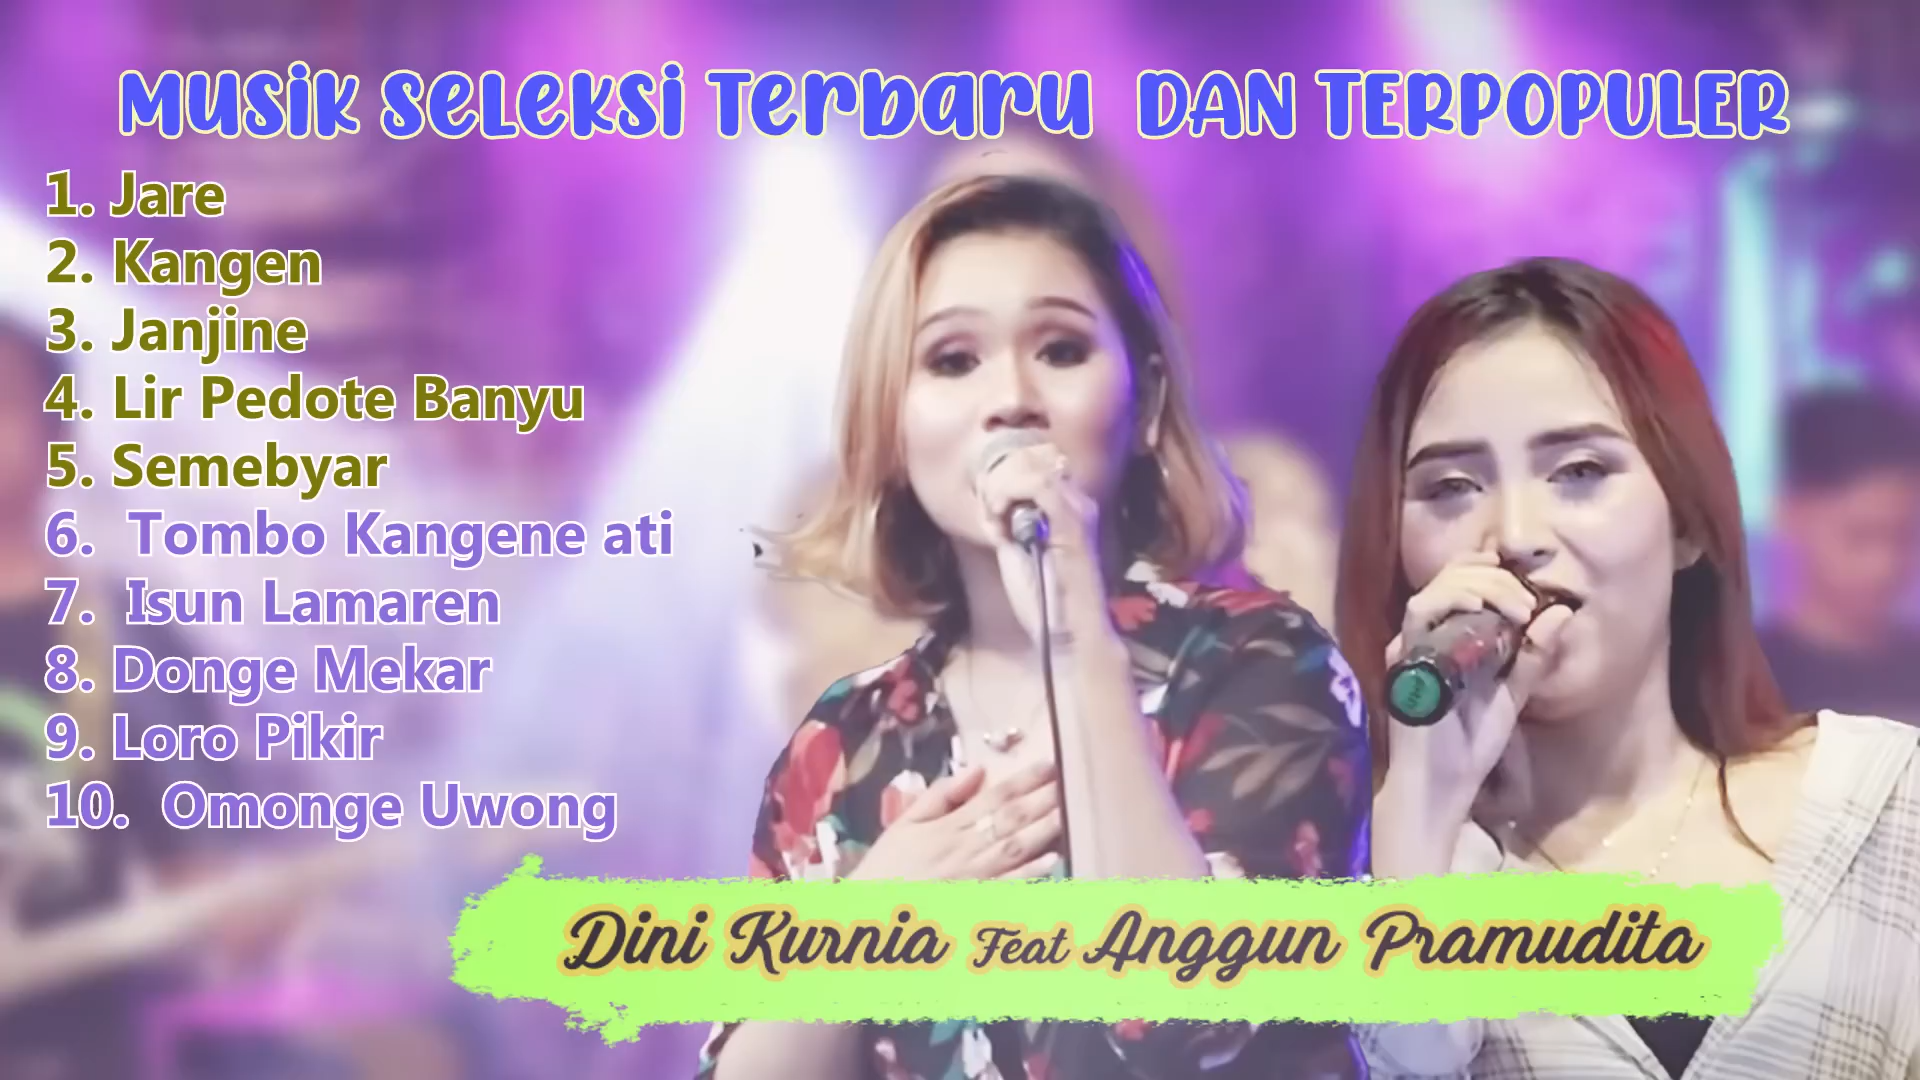 Musik Seleksi Terbaru DAN TERPOPULER
1. Jare
2. Kangen
3. Janjine
4. Lir Pedote Banyu
5. Semebyar
6. Tombo Kangene ati
7. Isun Lamaren
8. Donge Mekar
9. Loro Pikir
10. Omonge Uwong
Dini Kurnia Feat Anggun Pramudita